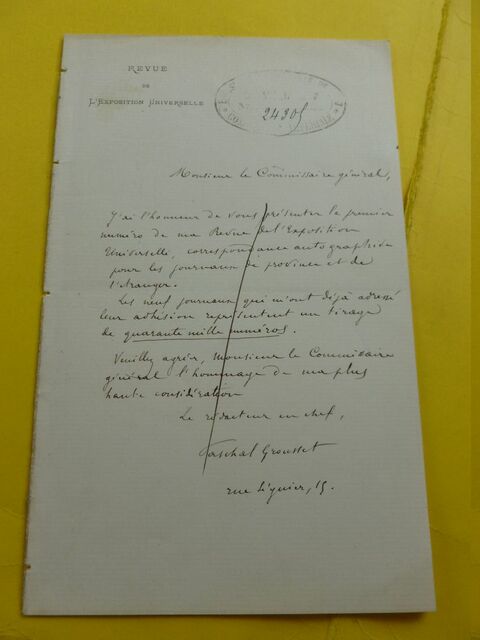 REVUE
DE
L'EXPOSITION UNIVERSELLE
24305
Monsieur le Commissaire général,
J'ai l'honneur de vous présenter le premier
numéro de ma Revue de l'Exposition
Universelle, correspondance autographiée
pour les journaux de province et de
l'étranger.
Les neuf journaux qui m'ont déjà adressé
leur adhésion représentent un tirage
de quarante mille numéros.
Veuillez agréer, monsieur le Commissaire
général l'hommage de ma plus
haute considération
Le rédacteur en chef,
Paschal Grousset
rue Séguier, 15.